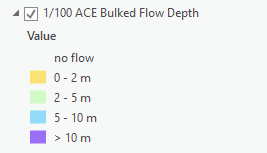 1/100 ACE Bulked Flow Depth
Value
no flow
0 - 2 m
2 - 5 m
5 - 10 m
> 10 m